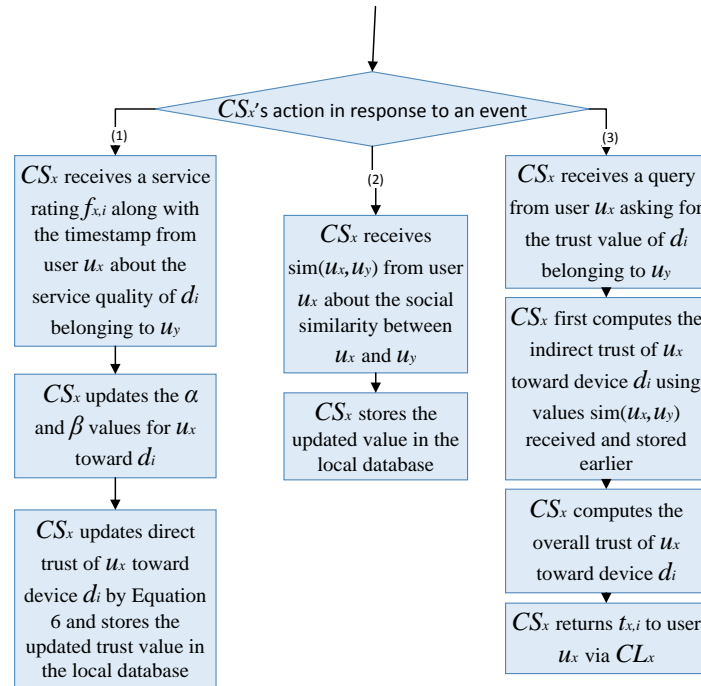 CSx's action in response to an event
(1)
CSx receives a service
rating fx,i along with
the timestamp from
user ux about the
service quality of di
belonging to uy
CSx updates the α
and β values for ux
toward di
CSx updates direct
trust of ux toward
device di by Equation
6 and stores the
updated trust value in
the local database
(2)
CSx receives
sim(ux,uy) from user
ux about the social
similarity between
ux and uy
CSx stores the
updated value in the
local database
(3)
CSx receives a query
from user ux asking for
the trust value of di
belonging to uy
CSx first computes the
indirect trust of ux
toward device di using
values sim(ux,uy)
received and stored
earlier
CSx computes the
overall trust of ux
toward device di
CSx returns tx,i to user
ux via CLx